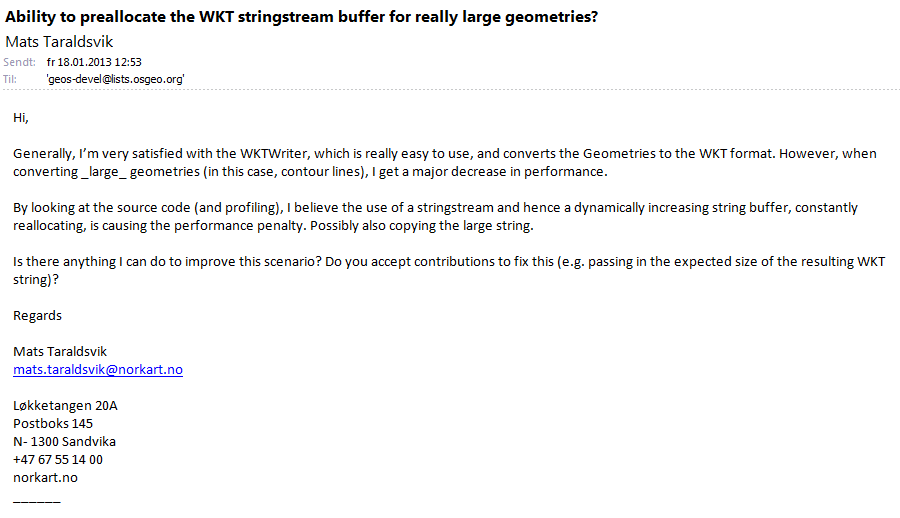 Ability to preallocate the WKT stringstream buffer for really large geometries?
Mats Taraldsvik
Sendt: fr 18.01.2013 12:53
Til: 'geos-devel@lists.osgeo.org'
Hi,
Generally, I'm very satisfied with the WKTWriter, which is really easy to use, and converts the Geometries to the WKT format. However, when
converting _large_ geometries (in this case, contour lines), I get a major decrease in performance.
By looking at the source code (and profiling), I believe the use of a stringstream and hence a dynamically increasing string buffer, constantly
reallocating, is causing the performance penalty. Possibly also copying the large string.
Is there anything I can do to improve this scenario? Do you accept contributions to fix this (e.g. passing in the expected size of the resulting WKT
string)?
Regards
Mats Taraldsvik
mats.taraldsvik@norkart.no
Løkketangen 20A
Postboks 145
N- 1300 Sandvika
+47 67 55 14 00
norkart.no
______